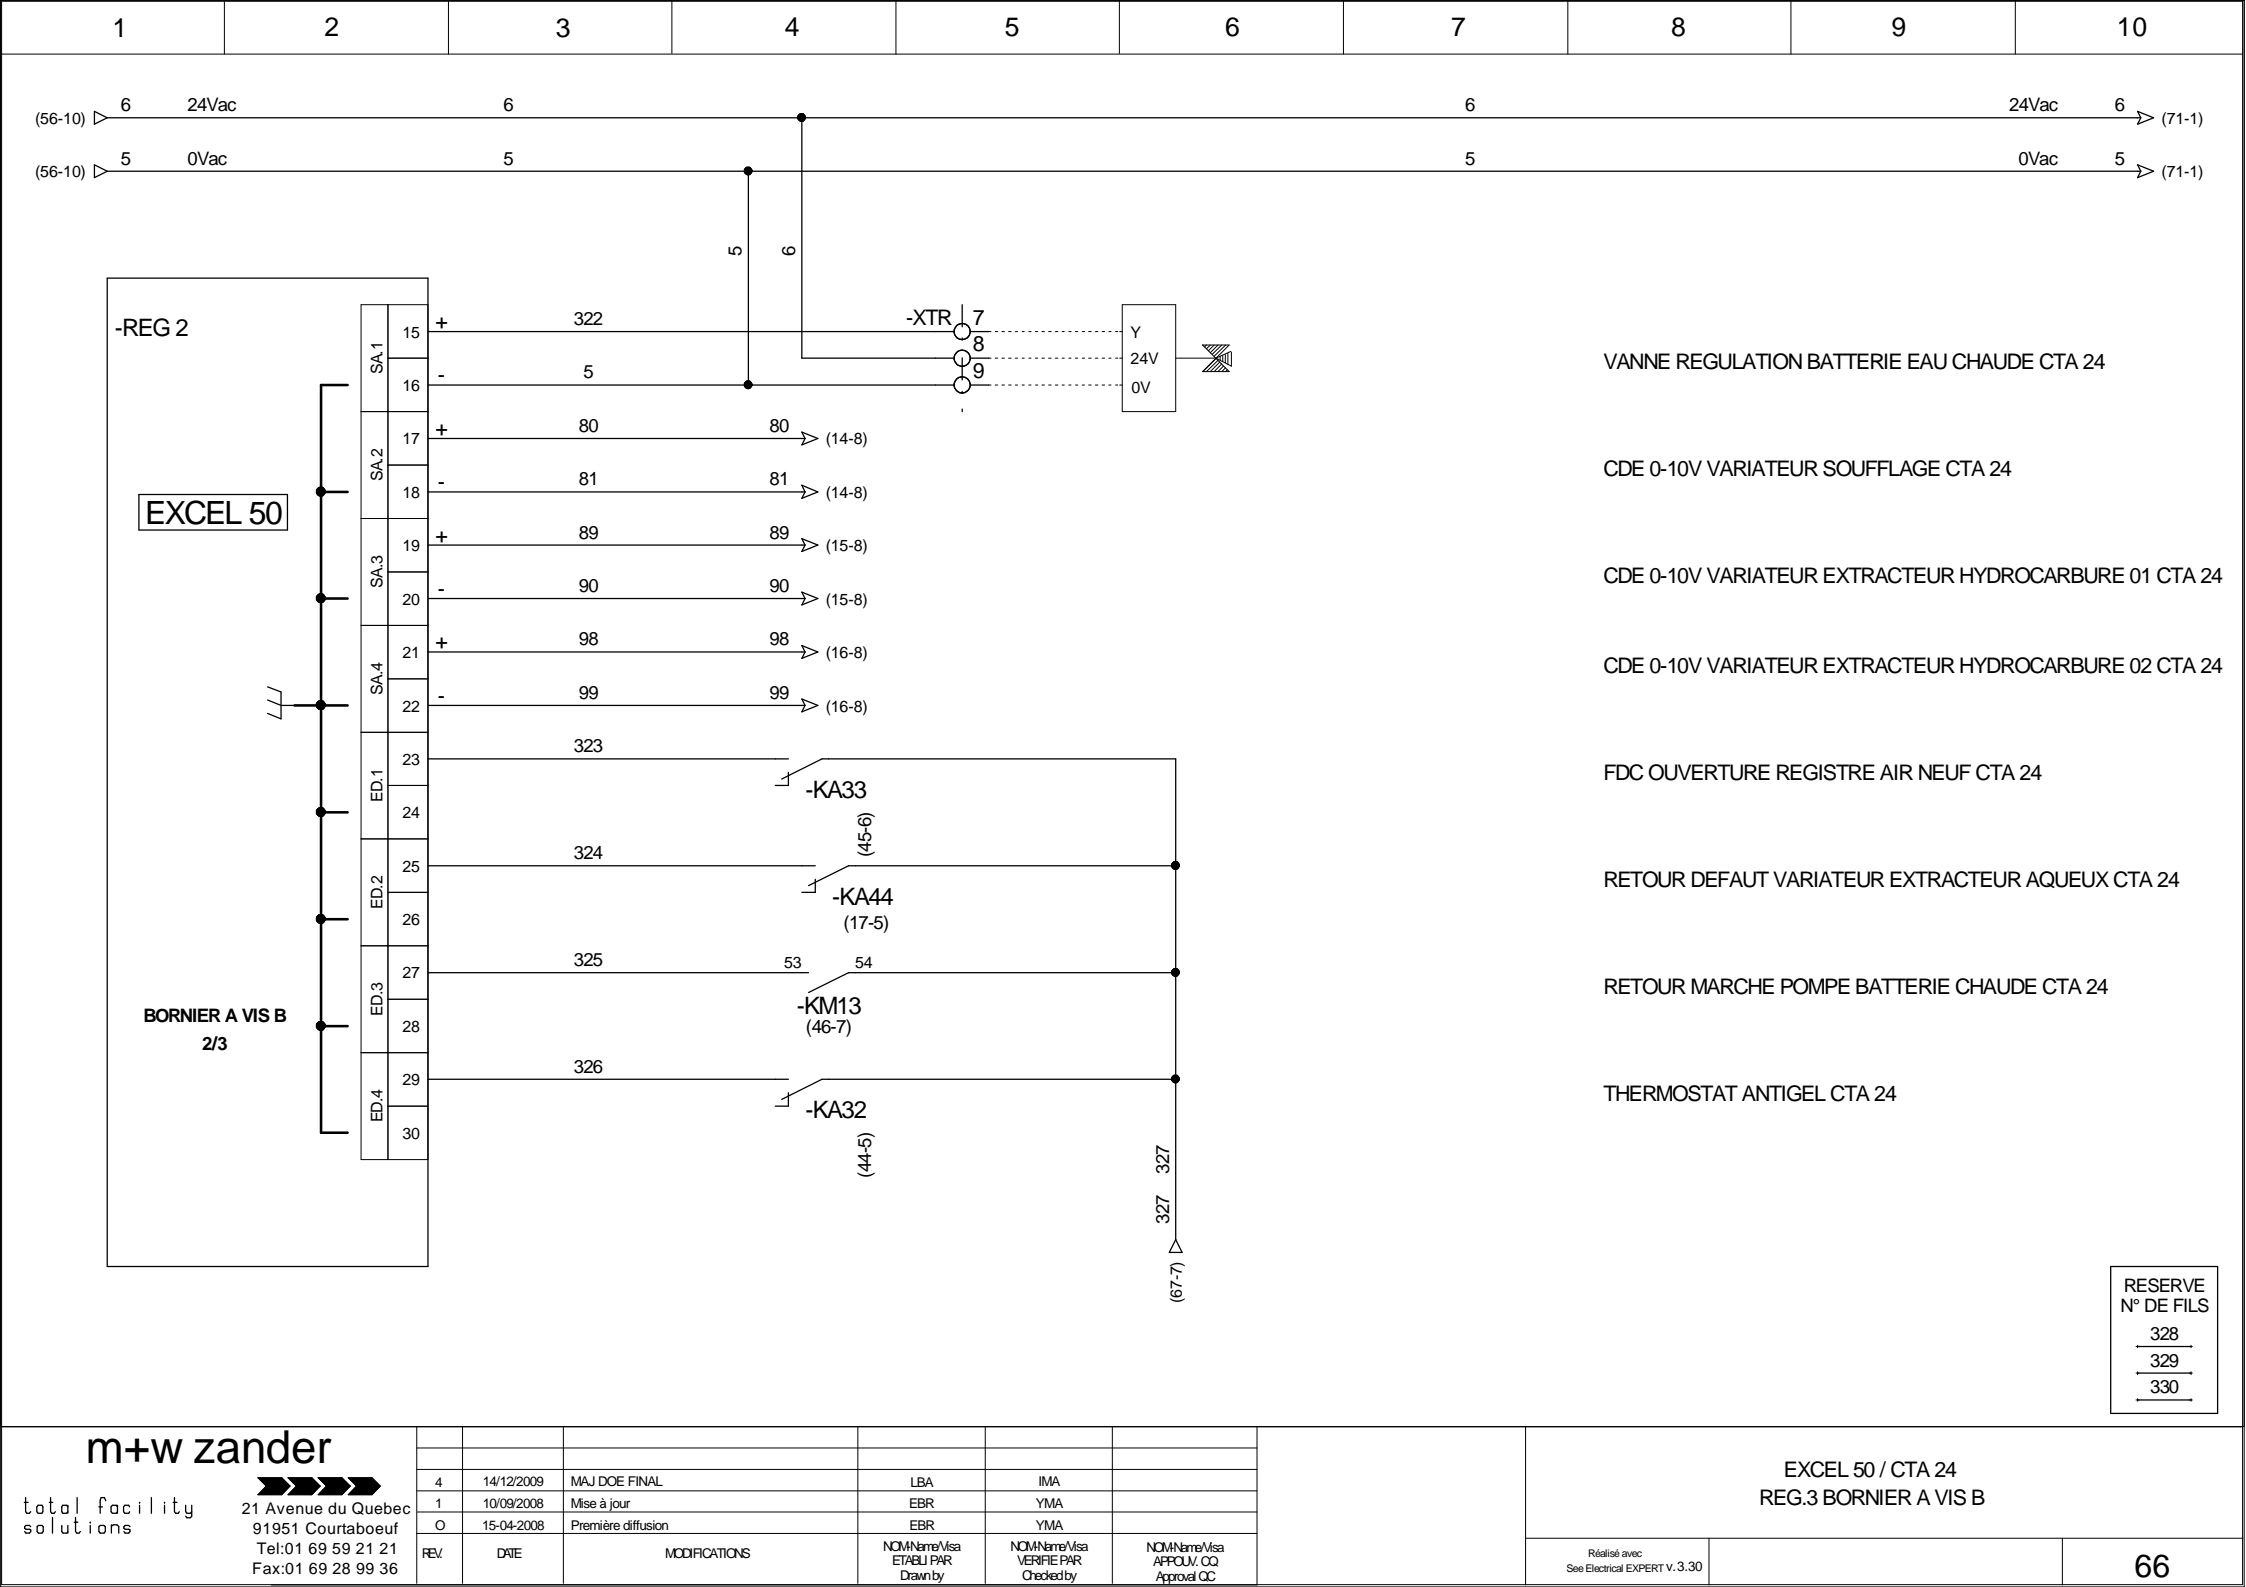 1 2 3 4 5 6 7 8 9 10
(56-10) 6 24Vac 6 6 24Vac 6 (71-1)
(56-10) 5 0Vac 5 5 0Vac 5 (71-1)
5 6
-REG 2
EXCEL 50
BORNIER A VIS B
2/3
SA.1 15 + 322 -XTR 7 Y
8 24V
16 - 5 9 0V
VANNE REGULATION BATTERIE EAU CHAUDE CTA 24
SA.2 17 + 80 80 (14-8)
18 - 81 81 (14-8)
CDE 0-10V VARIATEUR SOUFFLAGE CTA 24
SA.3 19 + 89 89 (15-8)
20 - 90 90 (15-8)
CDE 0-10V VARIATEUR EXTRACTEUR HYDROCARBURE 01 CTA 24
SA.4 21 + 98 98 (16-8)
22 - 99 99 (16-8)
CDE 0-10V VARIATEUR EXTRACTEUR HYDROCARBURE 02 CTA 24
ED.1 23 323
-KA33
(45-6)
24
FDC OUVERTURE REGISTRE AIR NEUF CTA 24
ED.2 25 324
-KA44
(17-5)
26
RETOUR DEFAUT VARIATEUR EXTRACTEUR AQUEUX CTA 24
ED.3 27 325 53 54
-KM13
(46-7)
28
RETOUR MARCHE POMPE BATTERIE CHAUDE CTA 24
ED.4 29 326
-KA32
(44-5)
30
THERMOSTAT ANTIGEL CTA 24
327
327
(67-7)
RESERVE
N° DE FILS
328
329
330
m+w zander
total facility
solutions
21 Avenue du Quebec
91951 Courtaboeuf
Tel:01 69 59 21 21
Fax:01 69 28 99 36
4 14/12/2009 MAJ DOE FINAL LBA IMA
1 10/09/2008 Mise à jour EBR YMA
O 15-04-2008 Première diffusion EBR YMA
REV. DATE MODIFICATIONS
NOM-Name/Visa
ETABLI PAR
Drawn by
NOM-Name/Visa
VERIFIE PAR
Checked by
NOM-Name/Visa
APPOUV. CQ
Approval QC
EXCEL 50 / CTA 24
REG.3 BORNIER A VIS B
Réalisé avec
See Electrical EXPERT V. 3.30
66